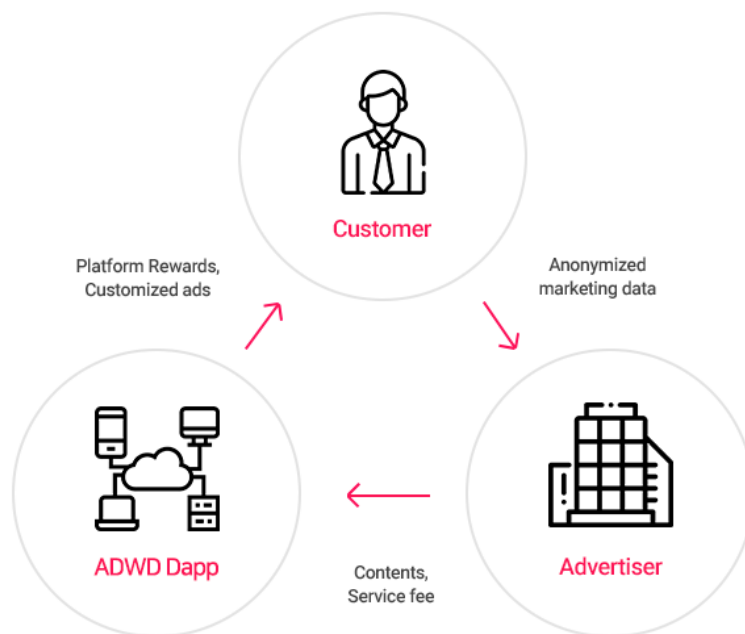 Customer
Platform Rewards,
Customized ads
Anonymized
marketing data
ADWD Dapp
Contents,
Service fee
Advertiser